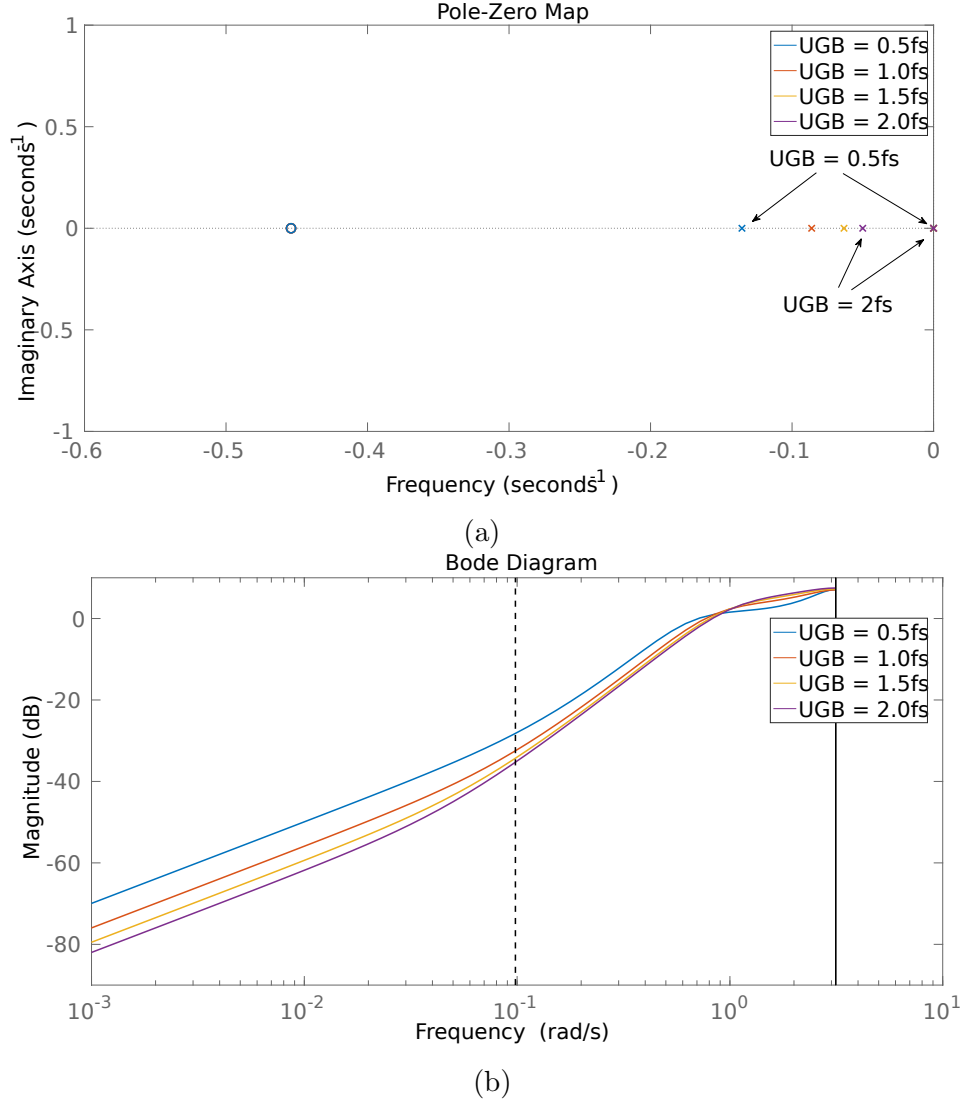 Pole-Zero Map
1
0.5
0
-0.5
-1
Imaginary Axis (seconds-1)
UGB = 0.5fs
UGB = 1.0fs
UGB = 1.5fs
UGB = 2.0fs
UGB = 0.5fs
UGB = 2fs
-0.6 -0.5 -0.4 -0.3 -0.2 -0.1 0
Frequency (seconds-1)
(a)
Bode Diagram
0
-20
-40
-60
-80
Magnitude (dB)
UGB = 0.5fs
UGB = 1.0fs
UGB = 1.5fs
UGB = 2.0fs
10-3 10-2 10-1 100 101
Frequency (rad/s)
(b)